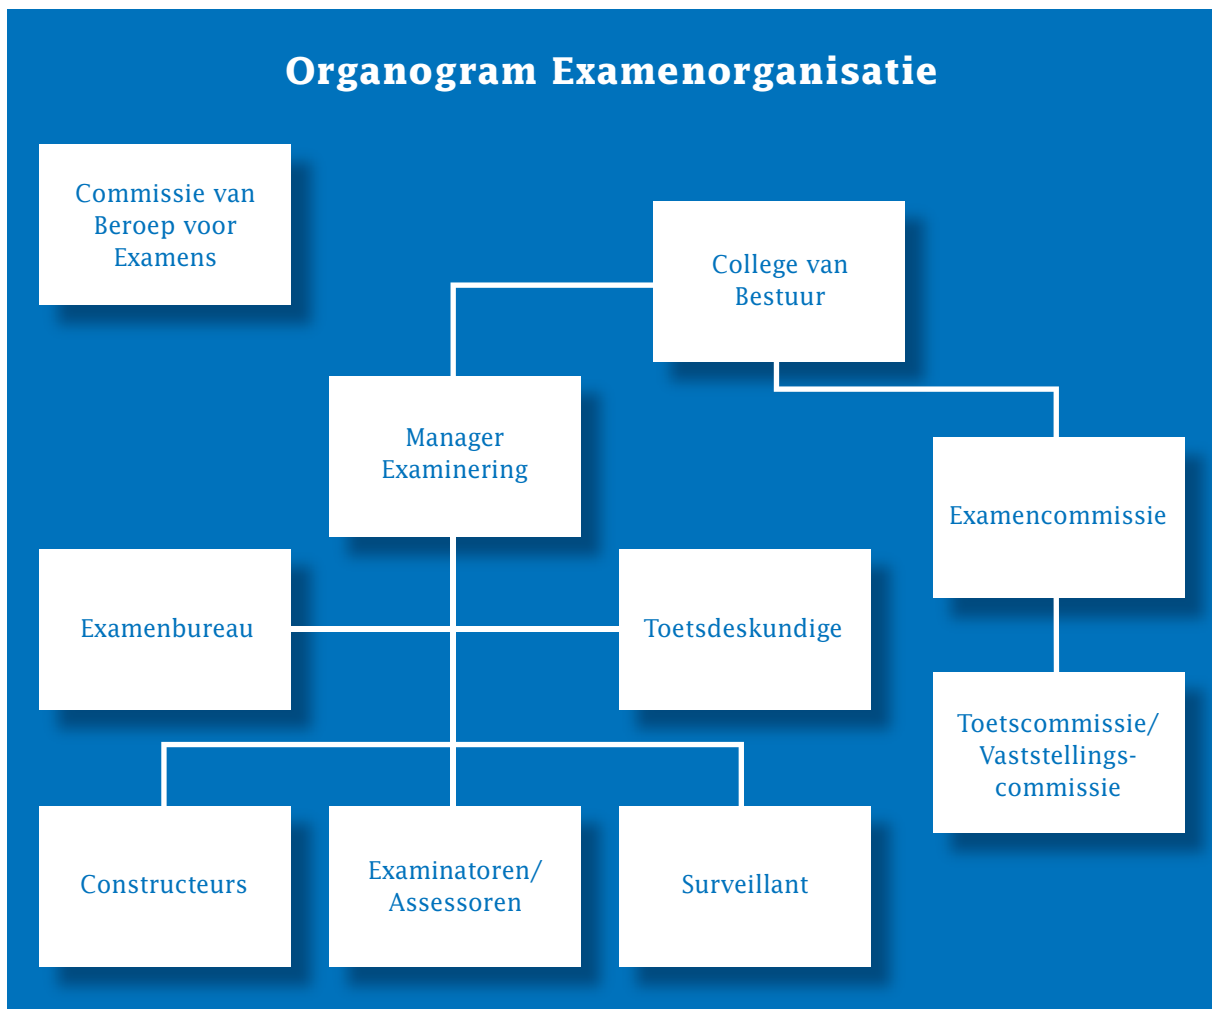 Organogram Examenorganisatie
Commissie van
Beroep voor
Examens
College van
Bestuur
Manager
Examinering
Examencommissie
Examenbureau
Toetsdeskundige
Toetscommissie/
Vaststellings-
commissie
Constructeurs
Examinatoren/
Assessoren
Surveillant